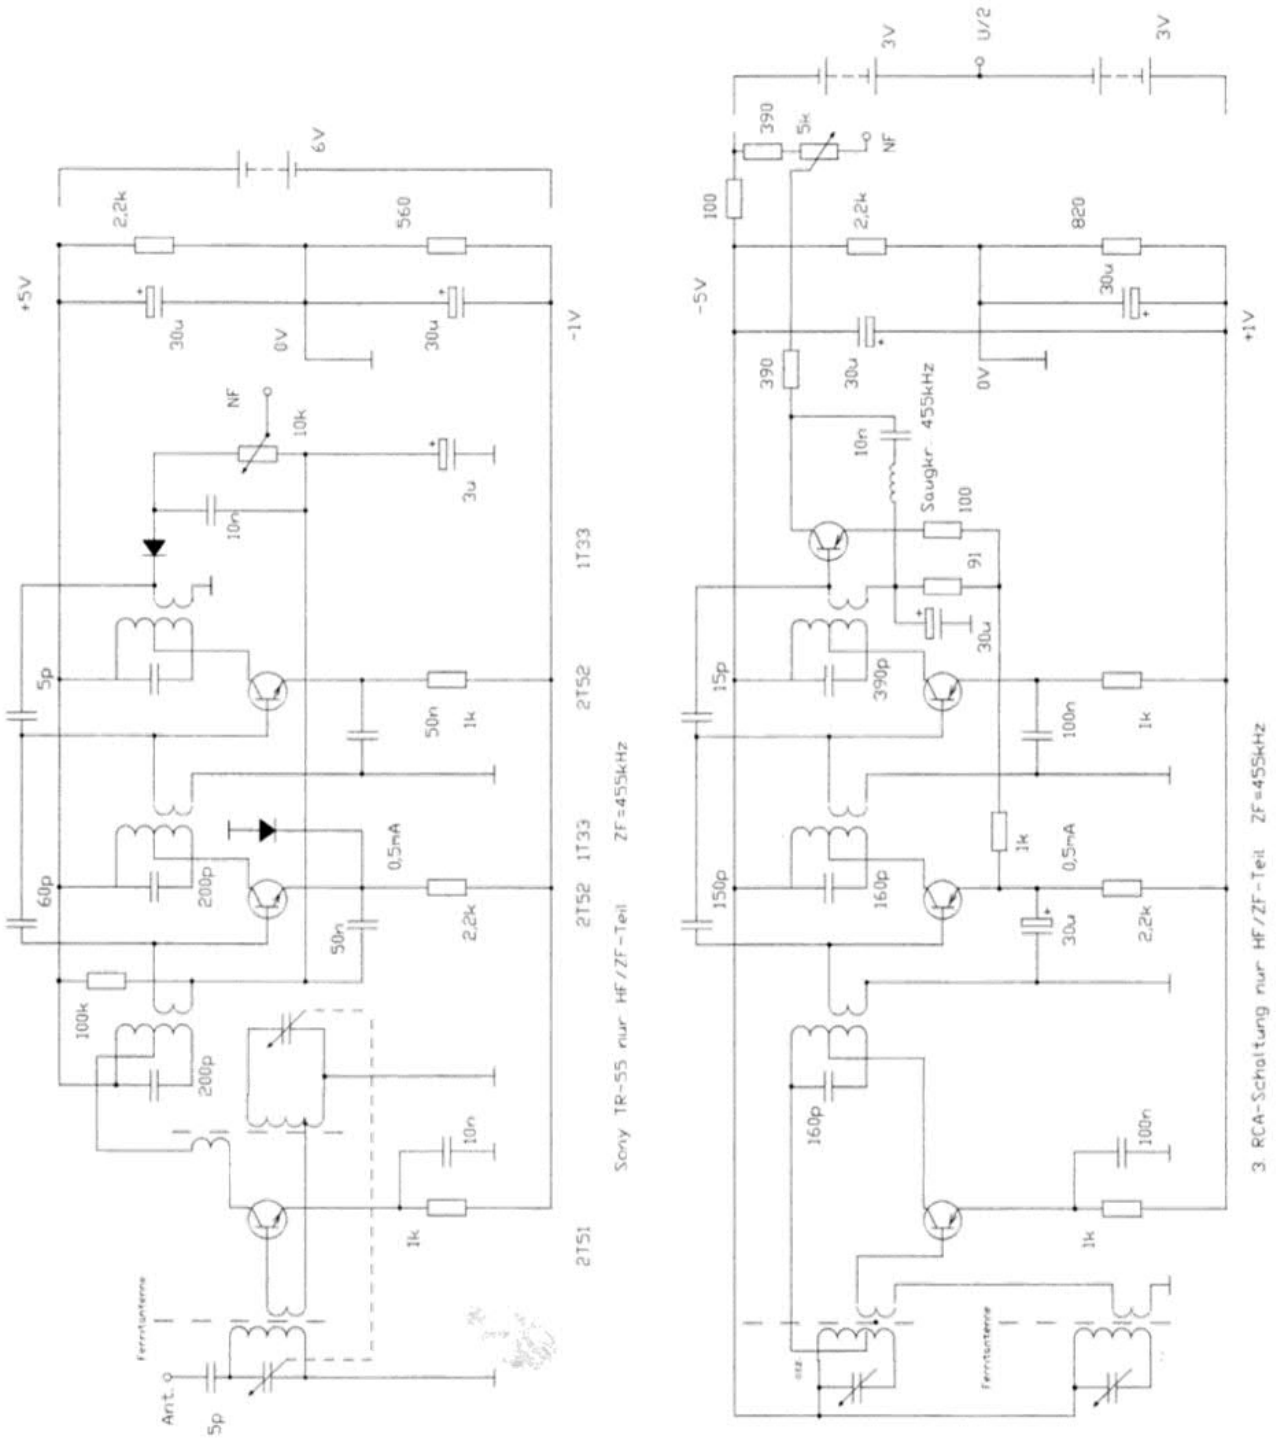 Ant.
5p
Ferritantenne
2T51
1k
10n
200p
100k
60p
200p
50n
2,2k
0,5mA
2T52
1T33
5p
50n
1k
2T52
1T33
10n
10k
NF
3u
+5V
30u
0V
30u
-1V
2,2k
560
6V
Sony TR-55 nur HF/ZF-Teil ZF=455kHz
osz.
Ferritantenne
1k
100n
160p
150p
160p
30u
2,2k
0,5mA
1k
15p
390p
100n
1k
30u
91
100
Saugkr. 455kHz
10n
390
30u
0V
30u
-5V
+1V
2,2k
820
100
390
5k
NF
3V
U/2
3V
3. RCA-Schaltung nur HF/ZF-Teil ZF=455kHz